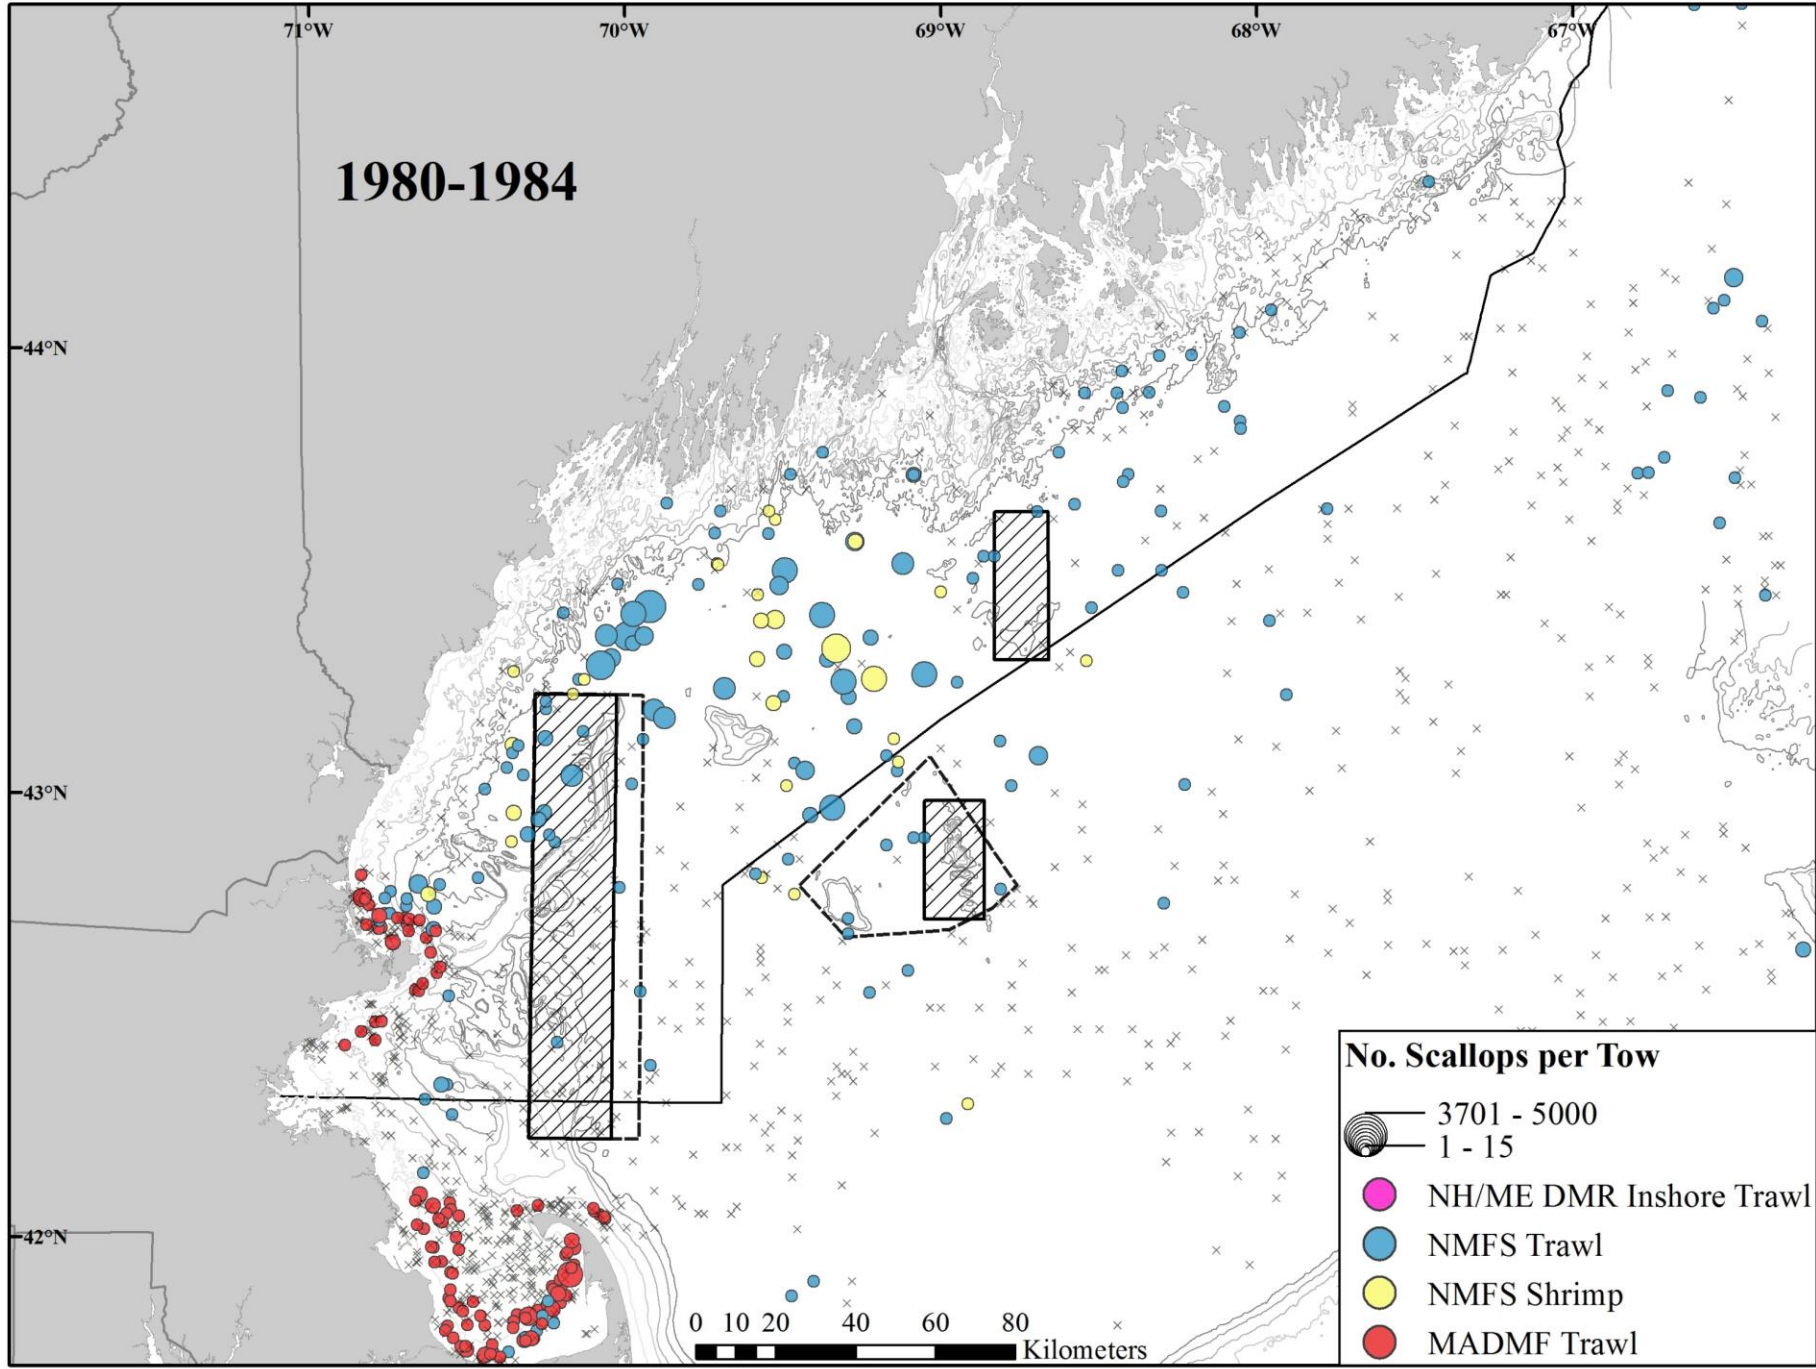 71°W 70°W 69°W 68°W 67°W
1980-1984
44°N
43°N
42°N
No. Scallops per Tow
3701 - 5000
1 - 15
NH/ME DMR Inshore Trawl
NMFS Trawl
NMFS Shrimp
MADMF Trawl
0 10 20 40 60 80
Kilometers